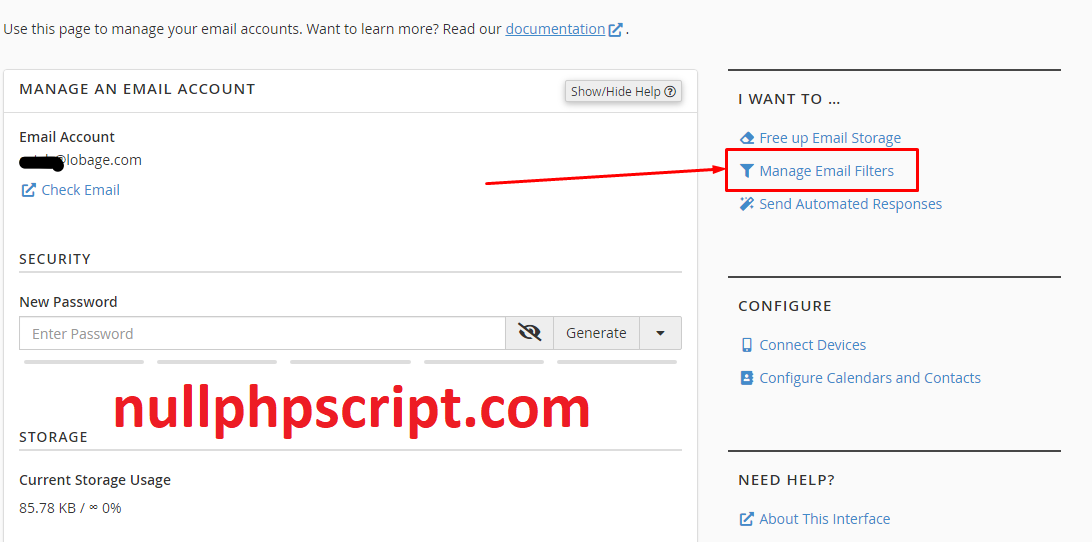 Use this page to manage your email accounts. Want to learn more? Read our documentation .
MANAGE AN EMAIL ACCOUNT
Show/Hide Help
Email Account
@lobage.com
Check Email
SECURITY
New Password
Enter Password
Generate
nullphpscript.com
STORAGE
Current Storage Usage
85.78 KB / ∞ 0%
I WANT TO ...
Free up Email Storage
Manage Email Filters
Send Automated Responses
CONFIGURE
Connect Devices
Configure Calendars and Contacts
NEED HELP?
About This Interface